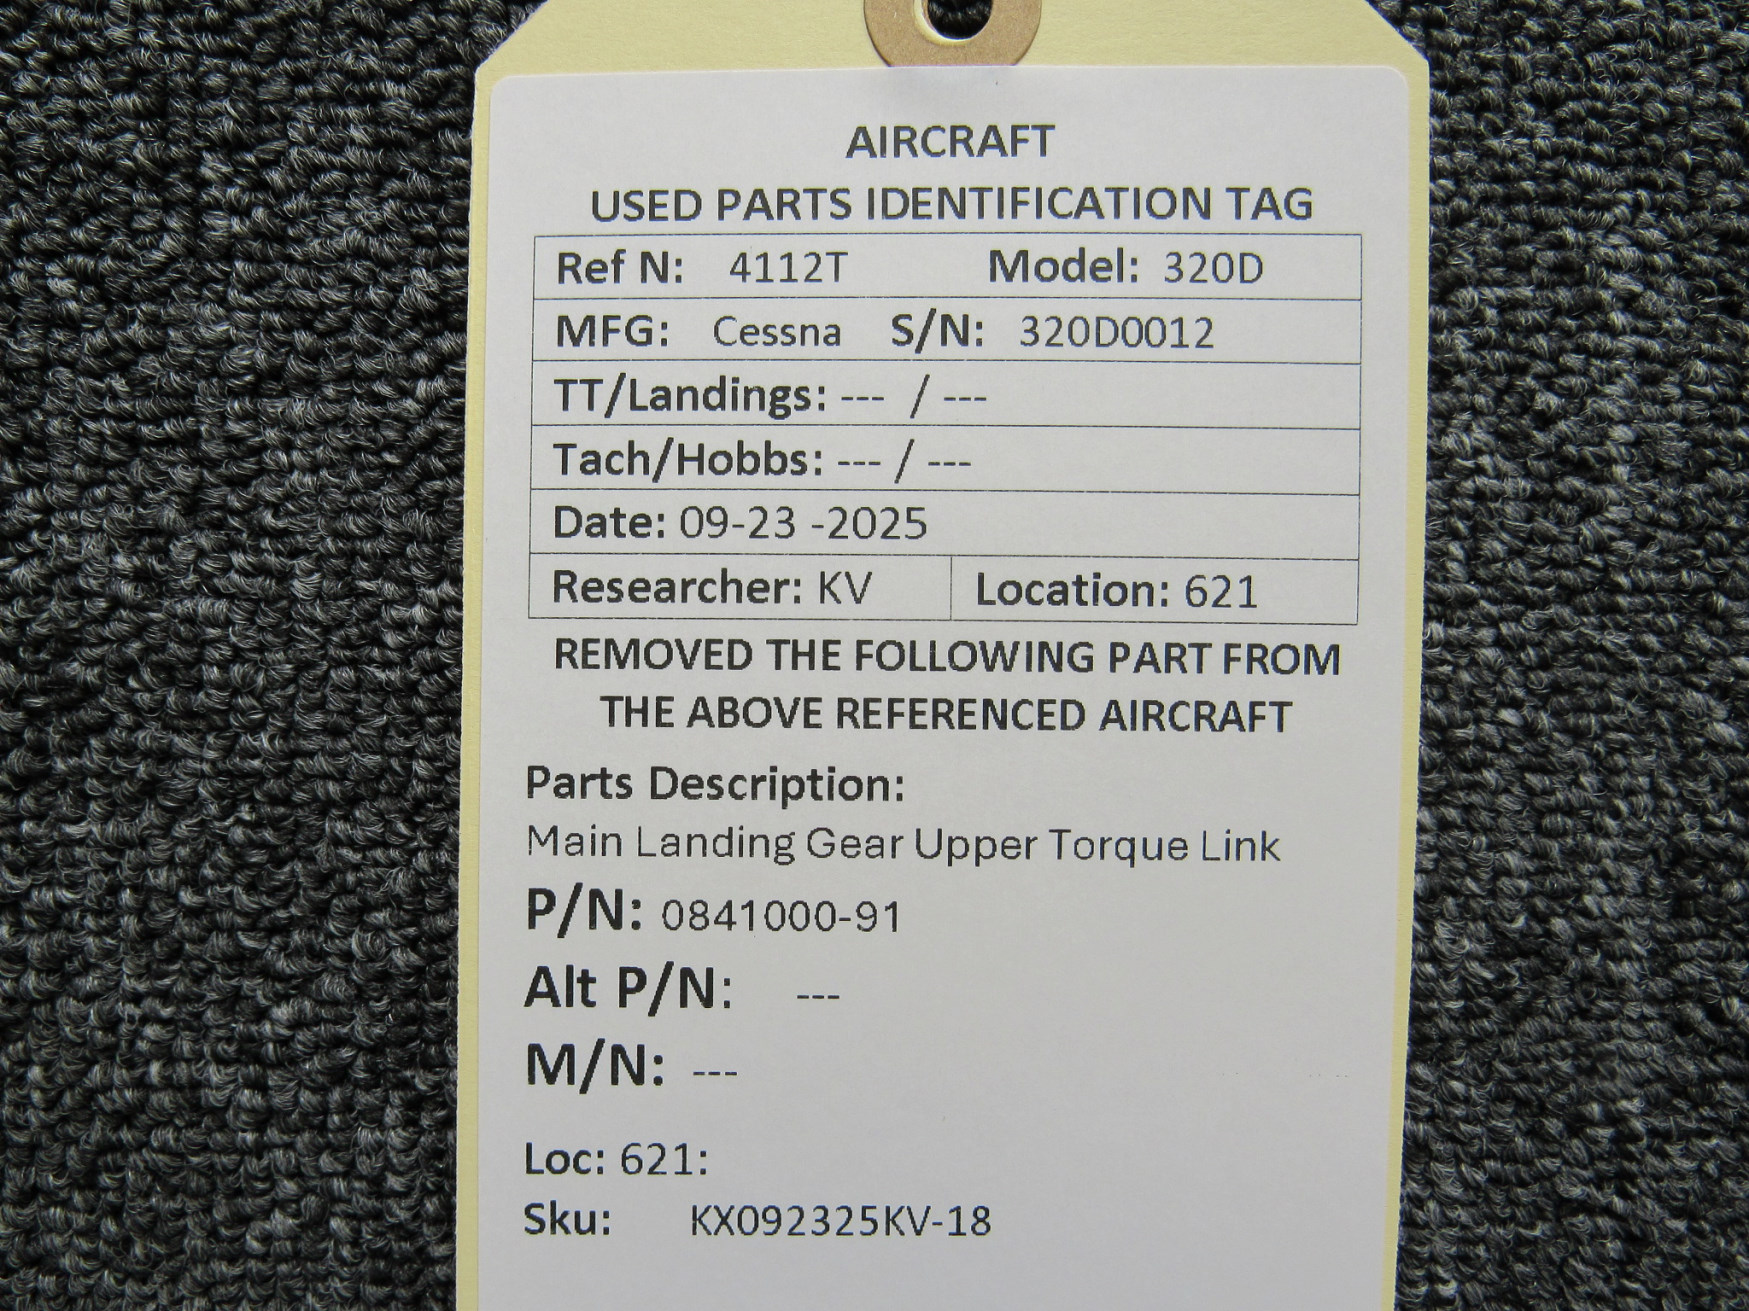 AIRCRAFT
USED PARTS IDENTIFICATION TAG
Ref N: 4112T Model: 320D
MFG: Cessna S/N: 320D0012
TT/Landings: --- / ---
Tach/Hobbs: --- / ---
Date: 09-23 -2025
Researcher: KV Location: 621
REMOVED THE FOLLOWING PART FROM
THE ABOVE REFERENCED AIRCRAFT
Parts Description:
Main Landing Gear Upper Torque Link
P/N: 0841000-91
Alt P/N: ---
M/N: ---
Loc: 621:
Sku: KX092325KV-18